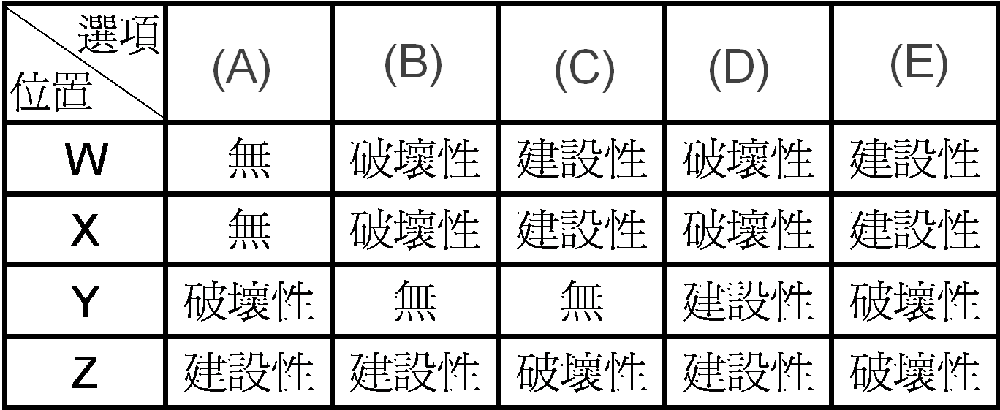 選項 (A) (B) (C) (D) (E)
位置
W 無 破壞性 建設性 破壞性 建設性
X 無 破壞性 建設性 破壞性 建設性
Y 破壞性 無 無 建設性 破壞性
Z 建設性 建設性 破壞性 建設性 破壞性